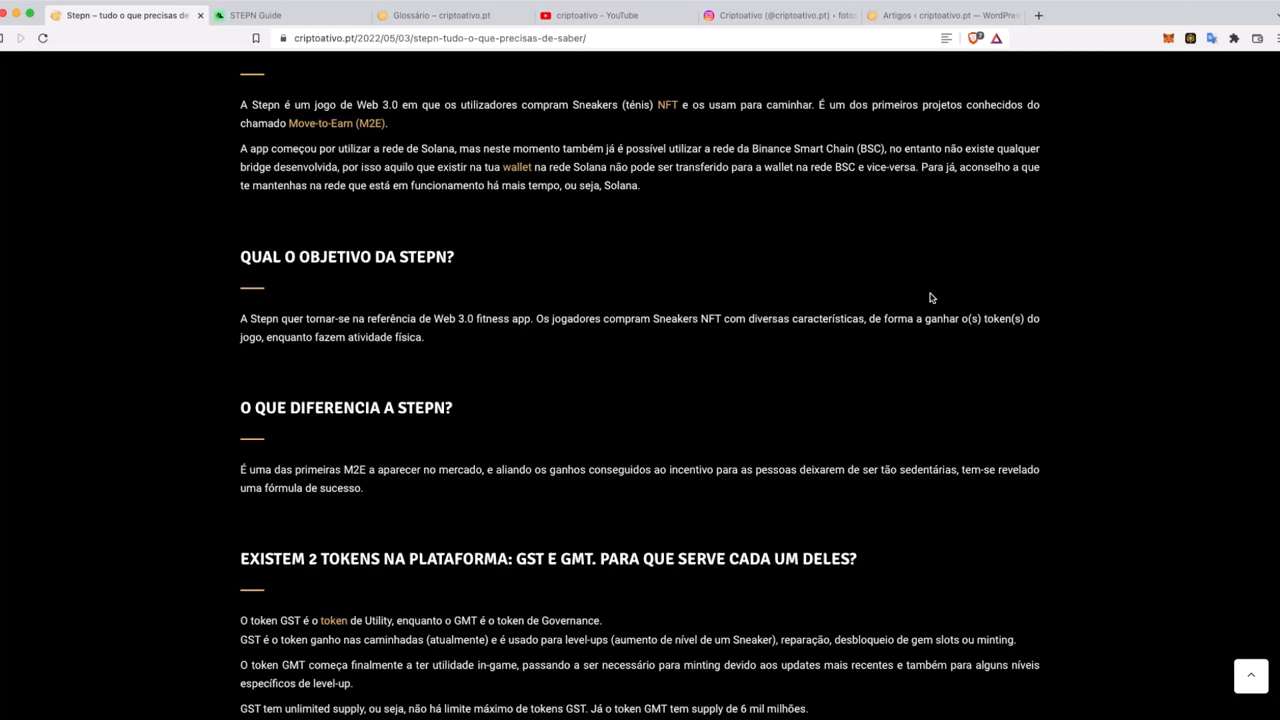 Stepn – tudo o que precisas de
STEPN Guide
Glossário – criptoativo.pt
criptoativo - YouTube
Criptoativo (@criptoativo.pt) • fotos
Artigos ‹ criptoativo.pt — WordPres
criptoativo.pt/2022/05/03/stepn-tudo-o-que-precisas-de-saber/
A Stepn é um jogo de Web 3.0 em que os utilizadores compram Sneakers (ténis) NFT e os usam para caminhar. É um dos primeiros projetos conhecidos do
chamado Move-to-Earn (M2E).
A app começou por utilizar a rede de Solana, mas neste momento também já é possível utilizar a rede da Binance Smart Chain (BSC), no entanto não existe qualquer
bridge desenvolvida, por isso aquilo que existir na tua wallet na rede Solana não pode ser transferido para a wallet na rede BSC e vice-versa. Para já, aconselho a que
te mantenhas na rede que está em funcionamento há mais tempo, ou seja, Solana.
QUAL O OBJETIVO DA STEPN?
A Stepn quer tornar-se na referência de Web 3.0 fitness app. Os jogadores compram Sneakers NFT com diversas características, de forma a ganhar o(s) token(s) do
jogo, enquanto fazem atividade física.
O QUE DIFERENCIA A STEPN?
É uma das primeiras M2E a aparecer no mercado, e aliando os ganhos conseguidos ao incentivo para as pessoas deixarem de ser tão sedentárias, tem-se revelado
uma fórmula de sucesso.
EXISTEM 2 TOKENS NA PLATAFORMA: GST E GMT. PARA QUE SERVE CADA UM DELES?
O token GST é o token de Utility, enquanto o GMT é o token de Governance.
GST é o token ganho nas caminhadas (atualmente) e é usado para level-ups (aumento de nível de um Sneaker), reparação, desbloqueio de gem slots ou minting.
O token GMT começa finalmente a ter utilidade in-game, passando a ser necessário para minting devido aos updates mais recentes e também para alguns níveis
específicos de level-up.
GST tem unlimited supply, ou seja, não há limite máximo de tokens GST. Já o token GMT tem supply de 6 mil milhões.